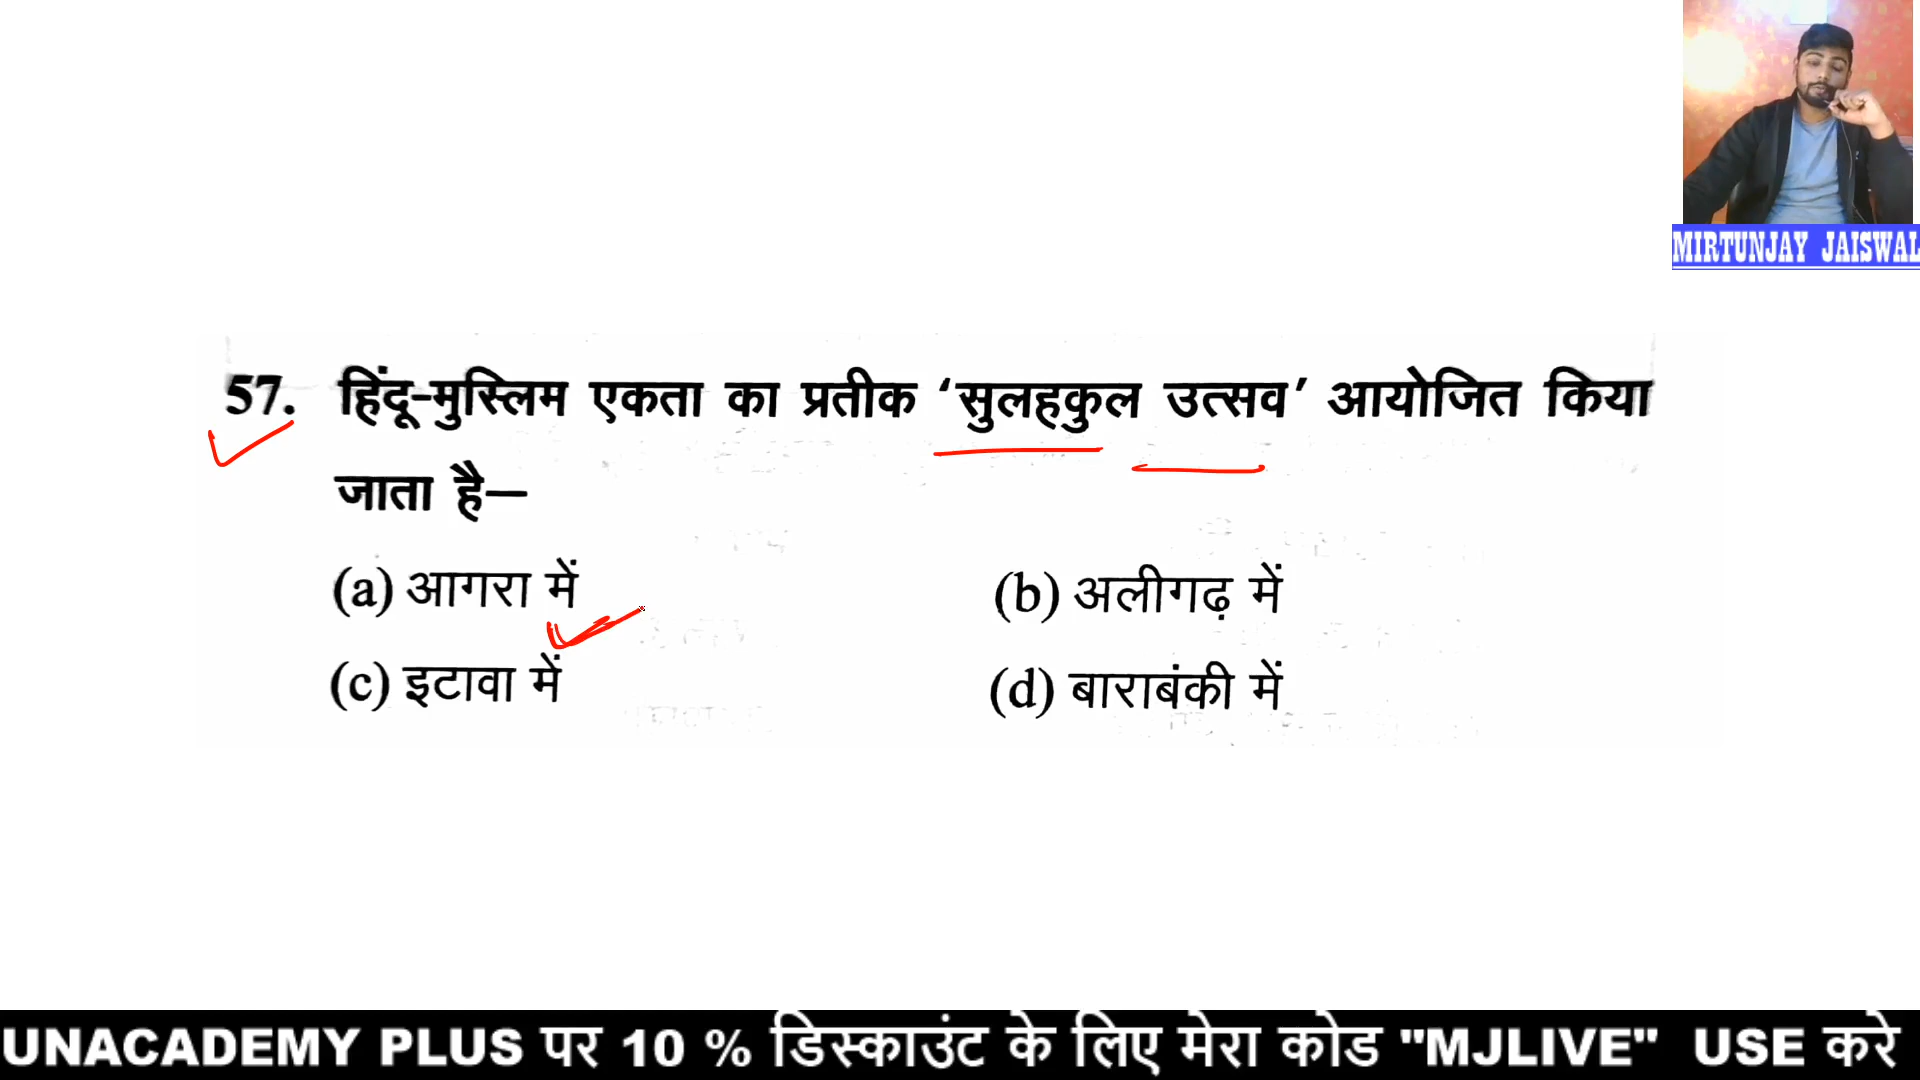 MIRTUNJAY JAISWAL
57. हिंदू-मुस्लिम एकता का प्रतीक ‘सुलहकुल उत्सव’ आयोजित किया
जाता है–
(a) आगरा में
(b) अलीगढ़ में
(c) इटावा में
(d) बाराबंकी में
UNACADEMY PLUS पर 10 % डिस्काउंट के लिए मेरा कोड "MJLIVE" USE करे